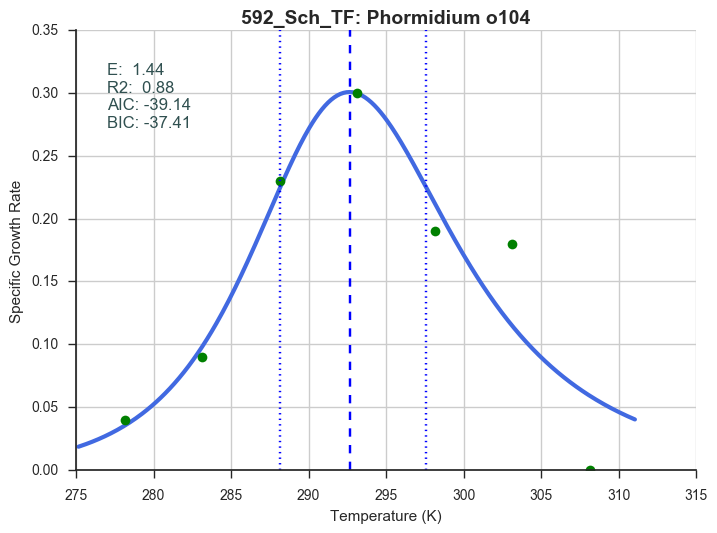 592_Sch_TF: Phormidium o104
E:  1.44
R2:  0.88
AIC: -39.14
BIC: -37.41
Specific Growth Rate
0.35
0.30
0.25
0.20
0.15
0.10
0.05
0.00
275 280 285 290 295 300 305 310 315
Temperature (K)